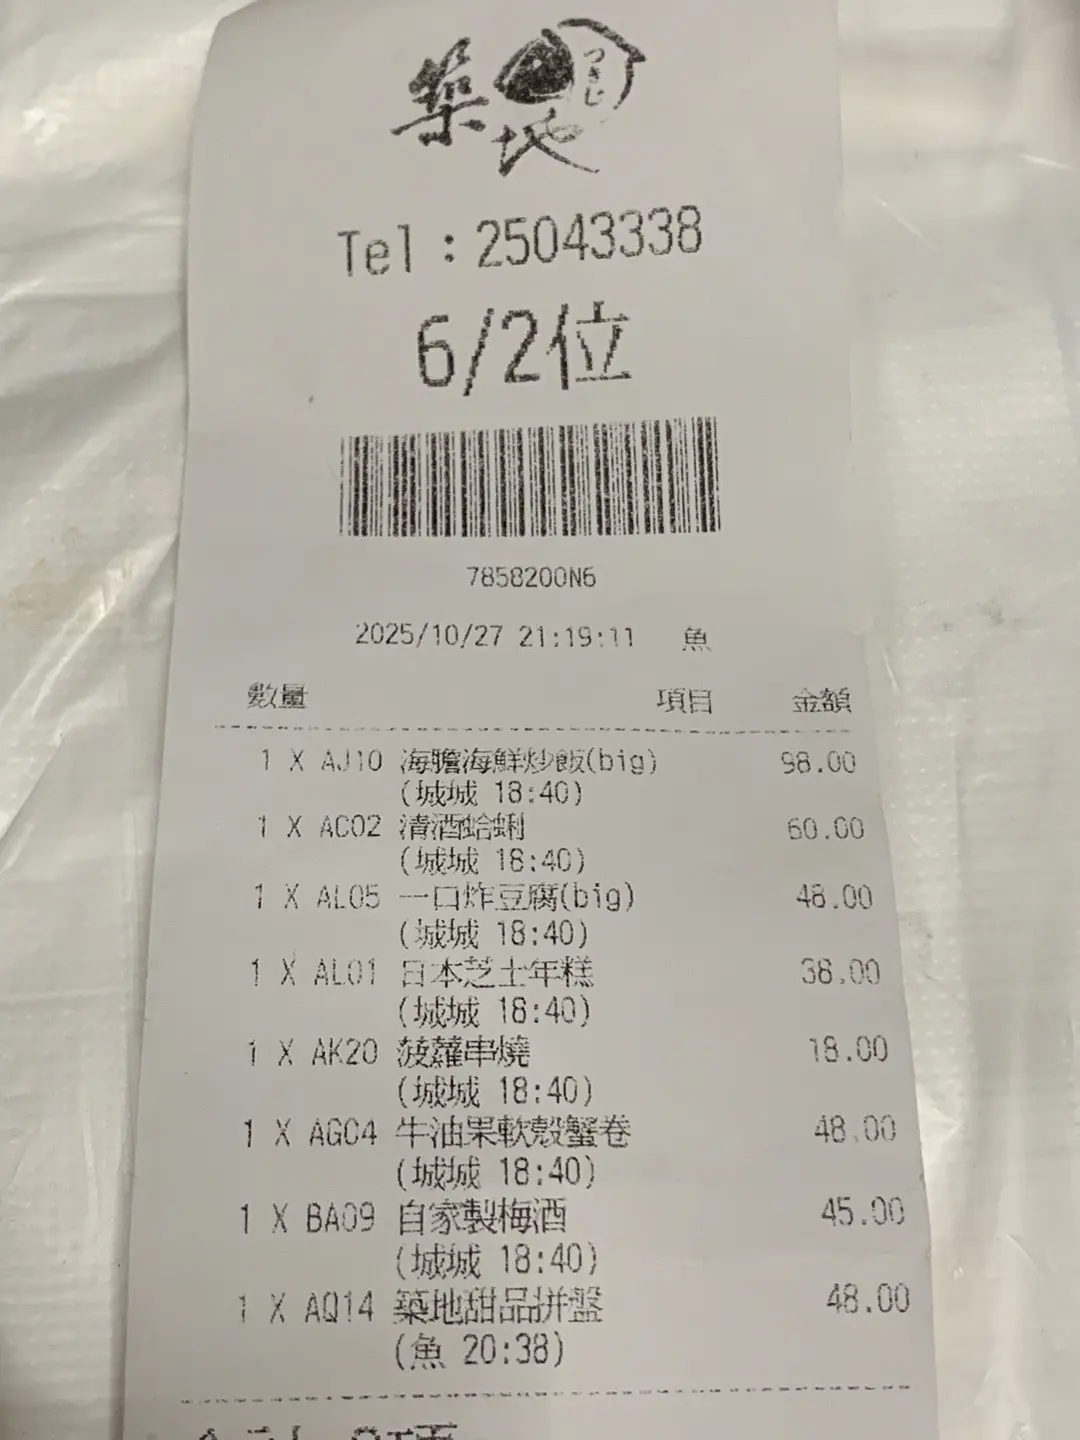 築地
つきじ
Tel：25043338
6/2位
7858200N6
2025/10/27 21:19:11 魚
數量 項目 金額
1 X AJ10 海膽海鮮炒飯(big) 98.00
(城城 18:40)
1 X AC02 清酒蛤蜊 60.00
(城城 18:40)
1 X AL05 一口炸豆腐(big) 48.00
(城城 18:40)
1 X AL01 日本芝士年糕 38.00
(城城 18:40)
1 X AK20 菠蘿串燒 18.00
(城城 18:40)
1 X AG04 牛油果軟殼蟹卷 48.00
(城城 18:40)
1 X BA09 自家製梅酒 45.00
(城城 18:40)
1 X AQ14 築地甜品拼盤 48.00
(魚 20:38)